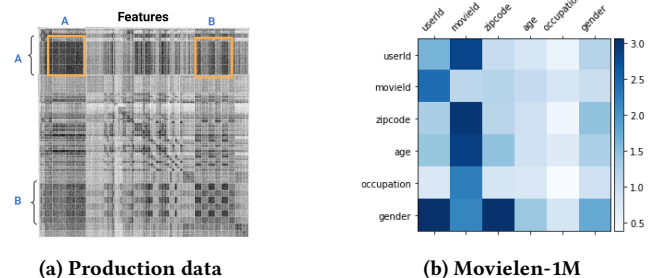 Features
A
B
A
B
(a) Production data
userId
movieId
zipcode
age
occupation
gender
userId
movieId
zipcode
age
occupation
gender
3.0
2.5
2.0
1.5
1.0
0.5
(b) Movielen-1M